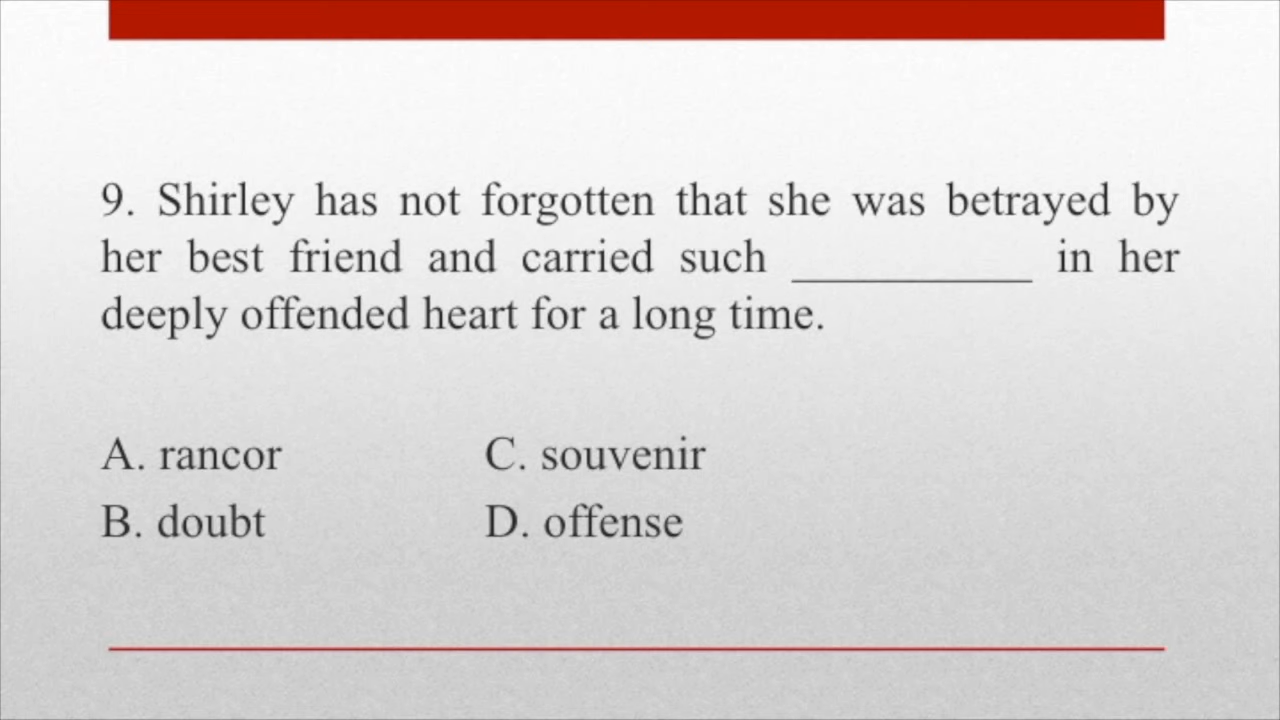 9. Shirley has not forgotten that she was betrayed by
her best friend and carried such ____________ in her
deeply offended heart for a long time.
A. rancor C. souvenir
B. doubt D. offense